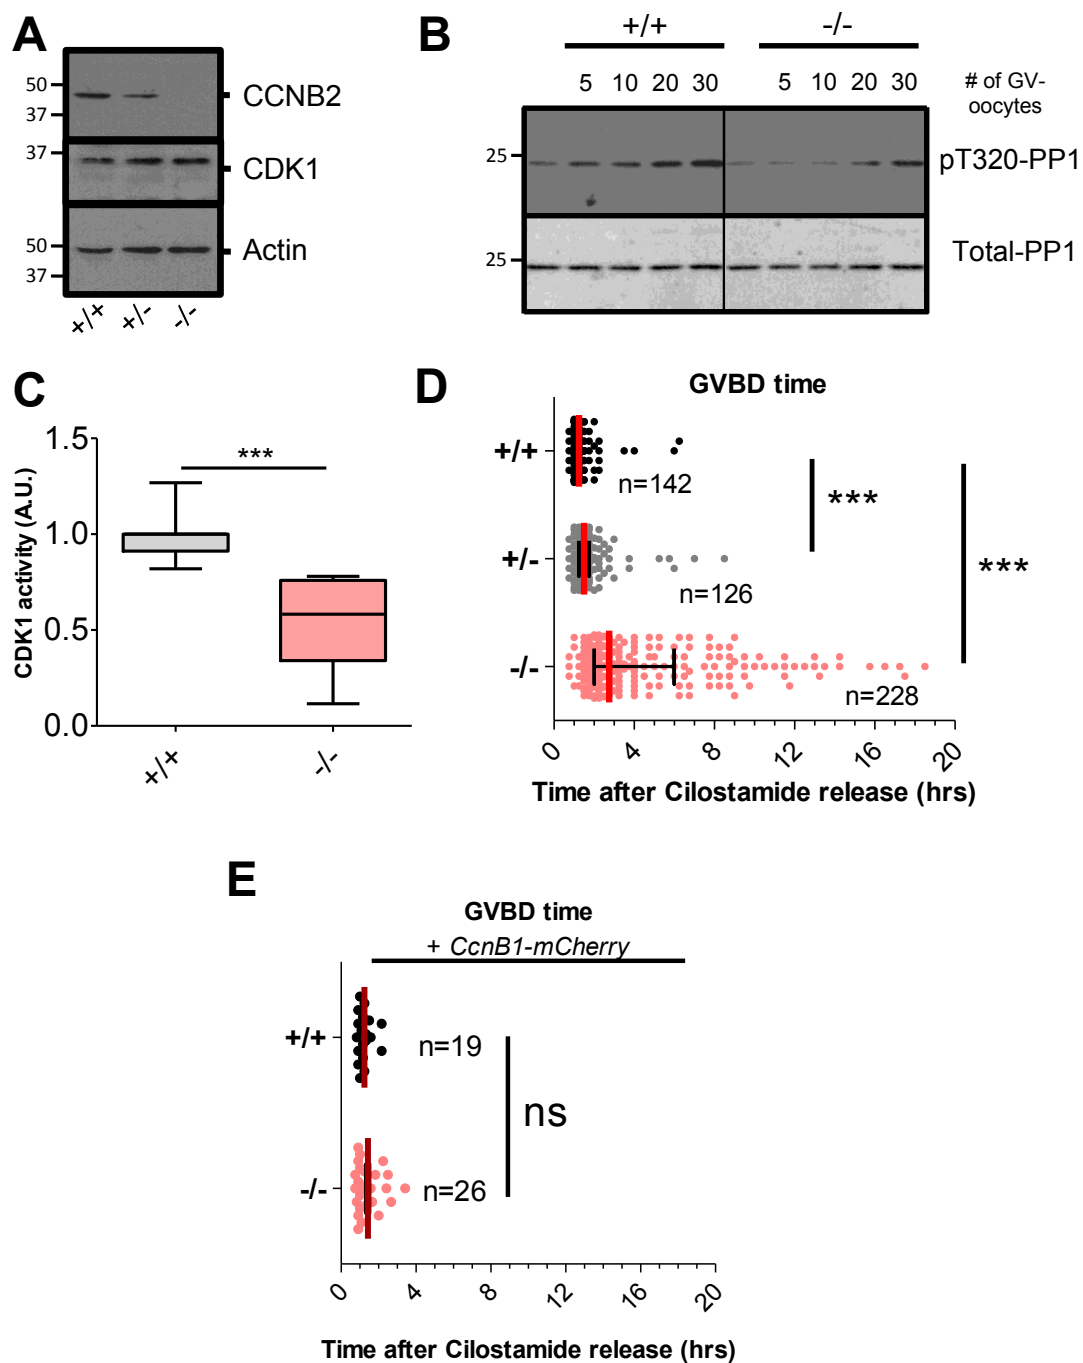 A
50
37
CCNB2
37
CDK1
50
37
Actin
+/+ +/- -/-
B
+/+ -/-
5 10 20 30 5 10 20 30 # of GV-
oocytes
25
pT320-PP1
25
Total-PP1
C
CDK1 activity (A.U.)
1.5
1.0
0.5
0.0
***
+/+ -/-
D
GVBD time
+/+
n=142
+/-
n=126
-/-
n=228
***
***
0 4 8 12 16 20
Time after Cilostamide release (hrs)
E
GVBD time
+ CcnB1-mCherry
+/+
n=19
-/-
n=26
ns
0 4 8 12 16 20
Time after Cilostamide release (hrs)